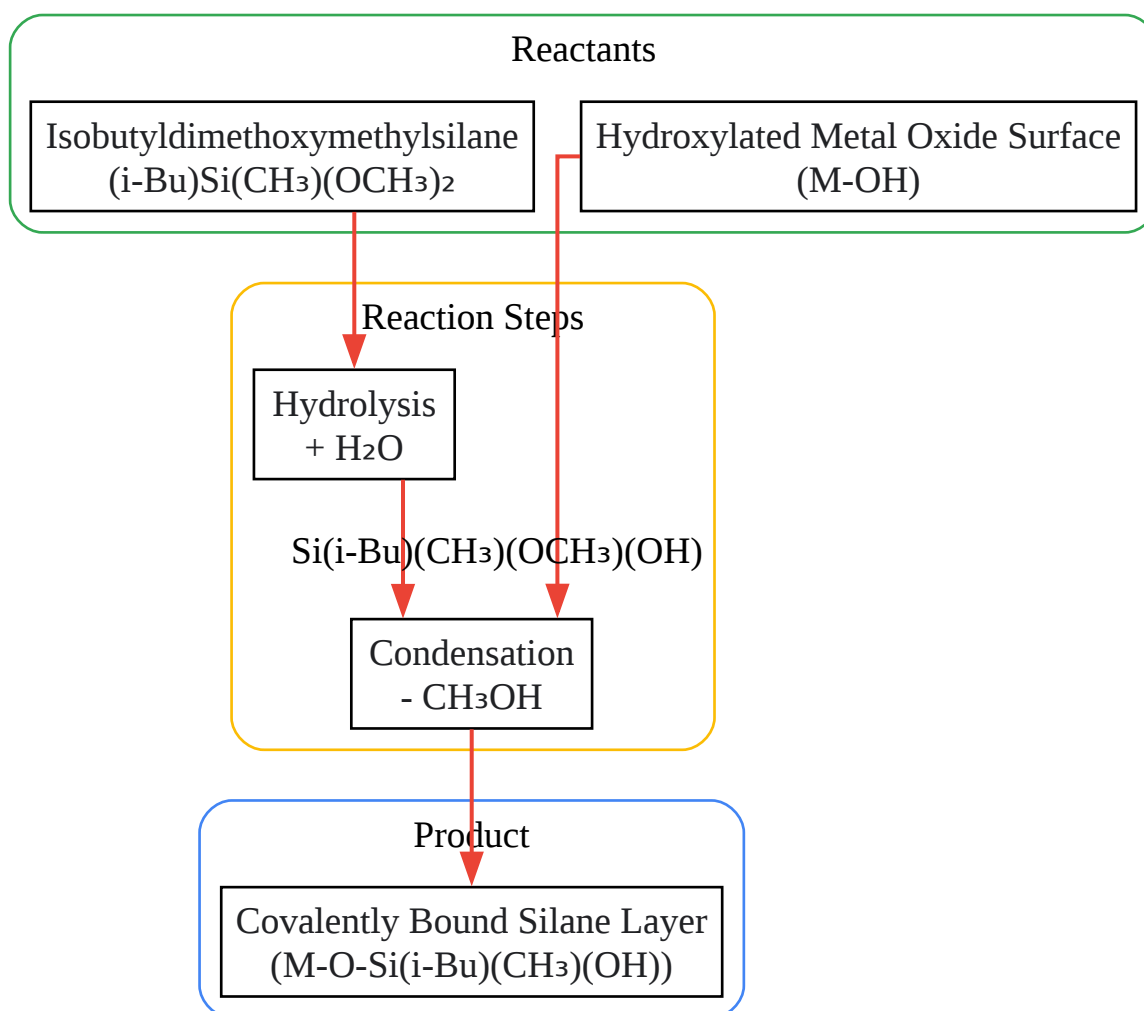 Reactants
Isobutyldimethoxymethylsilane
(i-Bu)Si(CH₃)(OCH₃)₂
Hydroxylated Metal Oxide Surface
(M-OH)
Reaction Steps
Hydrolysis
+ H₂O
Si(i-Bu)(CH₃)(OCH₃)(OH)
Condensation
- CH₃OH
Product
Covalently Bound Silane Layer
(M-O-Si(i-Bu)(CH₃)(OH))